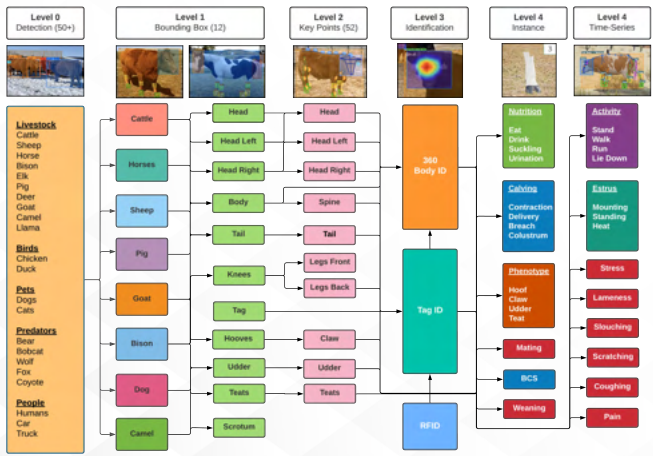 Level 0
Detection (50+)
Level 1
Bounding Box (12)
Level 2
Key Points (52)
Level 3
Identification
Level 4
Instance
Level 4
Time-Series
3
Livestock
Cattle
Sheep
Horse
Bison
Elk
Pig
Deer
Goat
Camel
Llama
Birds
Chicken
Duck
Pets
Dogs
Cats
Predators
Bear
Bobcat
Wolf
Fox
Coyote
People
Humans
Car
Truck
Cattle
Horses
Sheep
Pig
Goat
Bison
Dog
Camel
Head
Head Left
Head Right
Body
Tail
Knees
Tag
Hooves
Udder
Teats
Scrotum
Head
Head Left
Head Right
Spine
Tail
Legs Front
Legs Back
Claw
Udder
Teats
360
Body ID
Tag ID
RFID
Nutrition
Eat
Drink
Suckling
Urination
Calving
Contraction
Delivery
Breach
Colustrum
Phenotype
Hoof
Claw
Udder
Teat
Mating
BCS
Weaning
Activity
Stand
Walk
Run
Lie Down
Estrus
Mounting
Standing
Heat
Stress
Lameness
Slouching
Scratching
Coughing
Pain